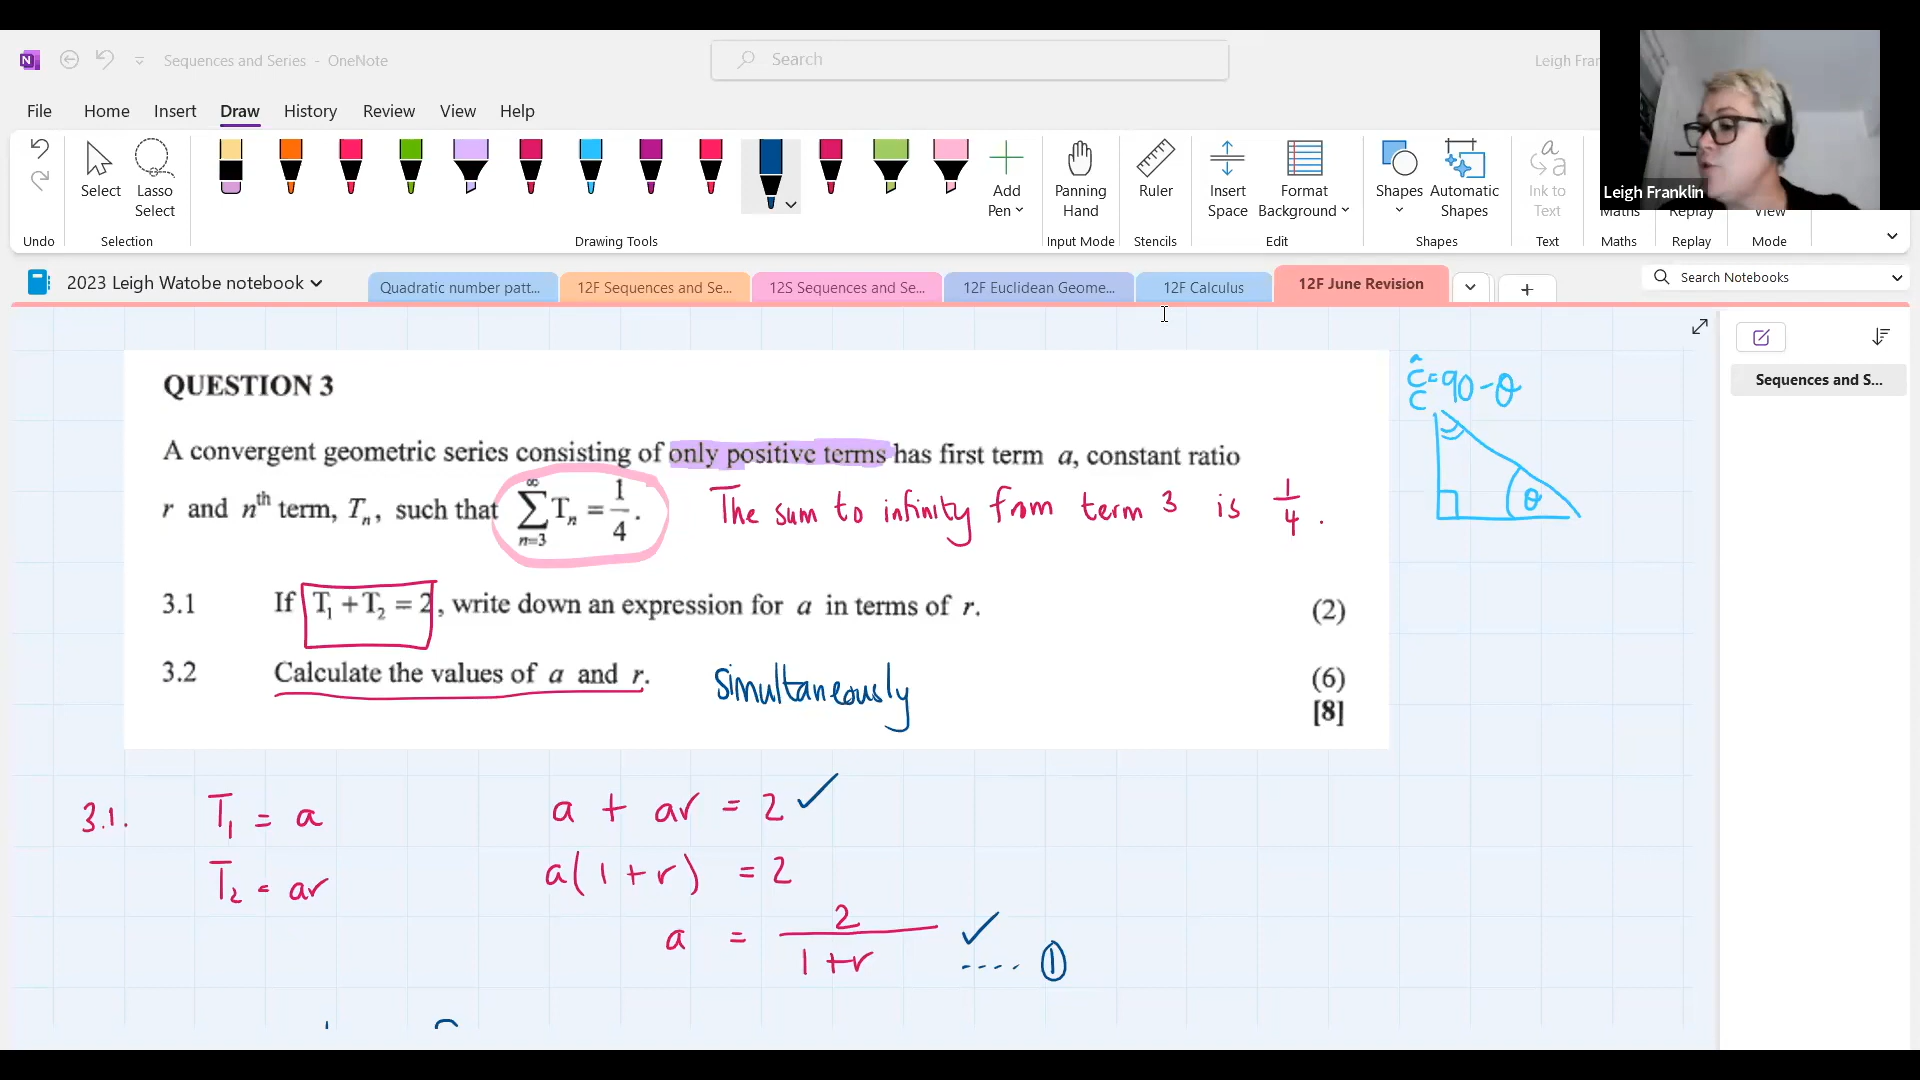 Sequences and Series - OneNote
Search
Leigh Fran
File Home Insert Draw History Review View Help
Undo
Select
Lasso Select
Selection
Drawing Tools
Add Pen
Panning Hand
Input Mode
Ruler
Stencils
Insert Space
Format Background
Edit
Shapes
Automatic Shapes
Shapes
Ink to Text
Text
Maths
Maths
Replay
Replay
View
Mode
Leigh Franklin
2023 Leigh Watobe notebook
Quadratic number patt...
12F Sequences and Se...
12S Sequences and Se...
12F Euclidean Geome...
12F Calculus
12F June Revision
+
Search Notebooks
Sequences and S...
QUESTION 3
A convergent geometric series consisting of only positive terms has first term a, constant ratio
r and nth term, Tₙ, such that ∑_{n=3}^{∞} Tₙ = 1/4.
The sum to infinity from term 3 is 1/4.
3.1 If T₁ + T₂ = 2, write down an expression for a in terms of r. (2)
3.2 Calculate the values of a and r. (6)
simultaneously
[8]
Ĉ = 90 - θ
C
θ
3.1. T₁ = a
T₂ = ar
a + ar = 2 ✓
a(1 + r) = 2
a = 2/(1+r) ✓ .... ①